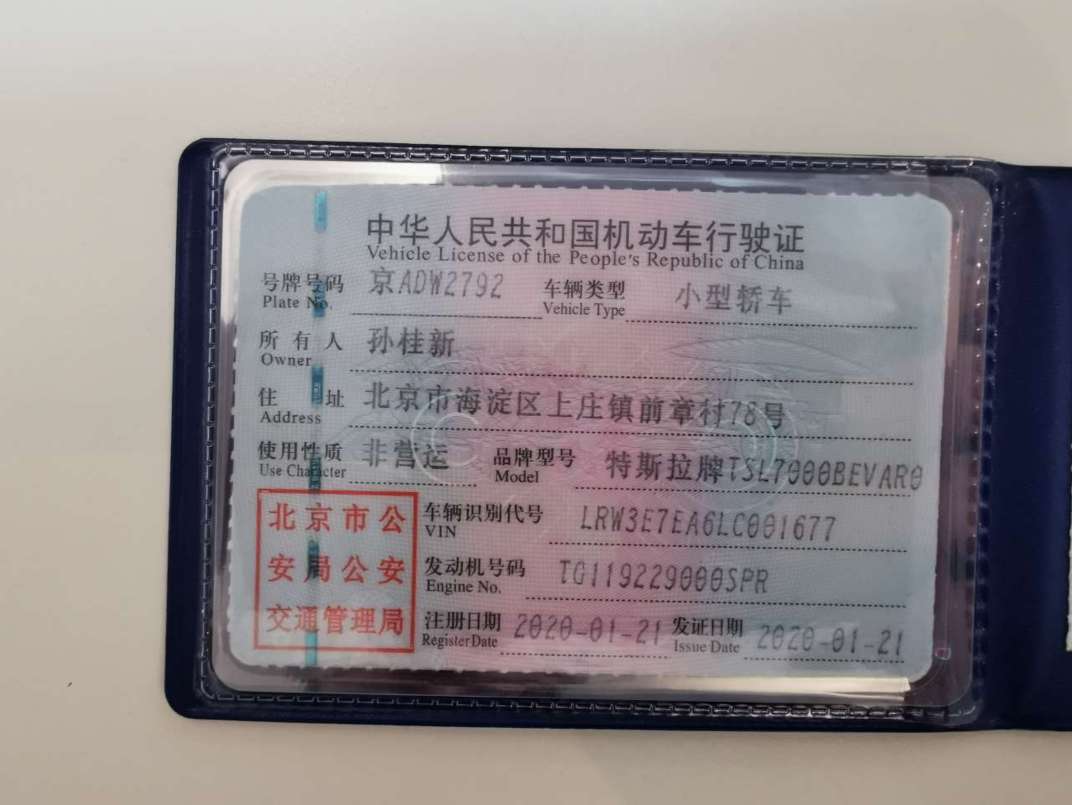 中华人民共和国机动车行驶证
Vehicle License of the People's Republic of China
号牌号码 京ADW2792 车辆类型 小型轿车
Plate No. Vehicle Type
所有人 孙桂新
Owner
住址 北京市海淀区上庄镇前章村78号
Address
使用性质 非营运 品牌型号 特斯拉牌TSL7000BEVAR0
Use Character Model
北京市公安局公安交通管理局
车辆识别代号 LRW3E7EA6LC001677
VIN
发动机号码 TG119229000SPR
Engine No.
注册日期 2020-01-21 发证日期 2020-01-21
Register Date Issue Date